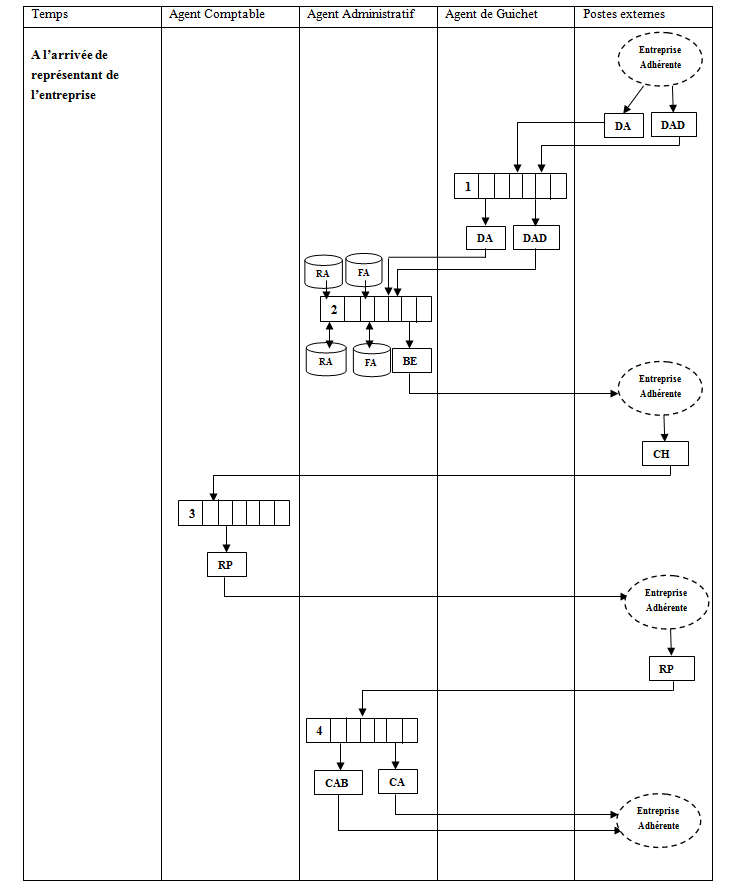 Temps
Agent Comptable
Agent Administratif
Agent de Guichet
Postes externes
A l’arrivée de
représentant de
l’entreprise
Entreprise
Adhérente
DA
DAD
1
DA
DAD
RA
FA
2
RA
FA
BE
Entreprise
Adhérente
CH
3
RP
Entreprise
Adhérente
RP
4
CAB
CA
Entreprise
Adhérente